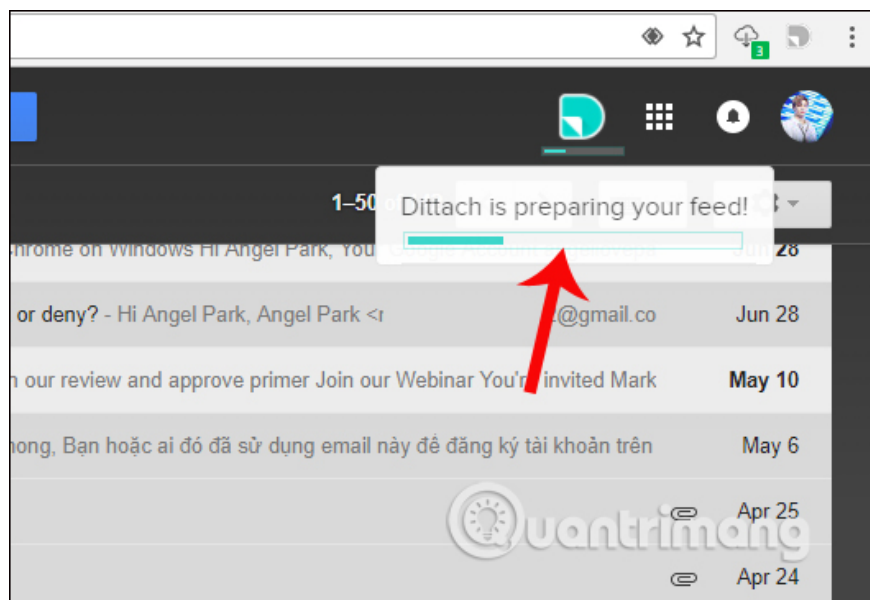 3
1–50
Dittach is preparing your feed!
Chrome on Windows Hi Angel Park, You
Jun 28
or deny? - Hi Angel Park, Angel Park <
@gmail.co
Jun 28
our review and approve primer Join our Webinar You're invited Mark
May 10
ong, Bạn hoặc ai đó đã sử dụng email này để đăng ký tài khoản trên
May 6
Apr 25
Quantrimang
Apr 24